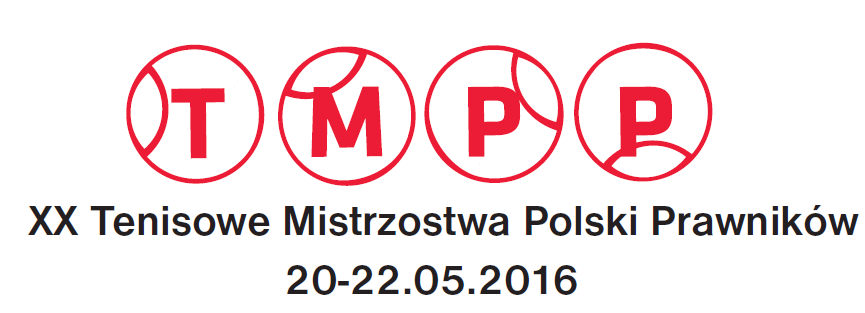 TMPP
XX Tenisowe Mistrzostwa Polski Prawników
20-22.05.2016